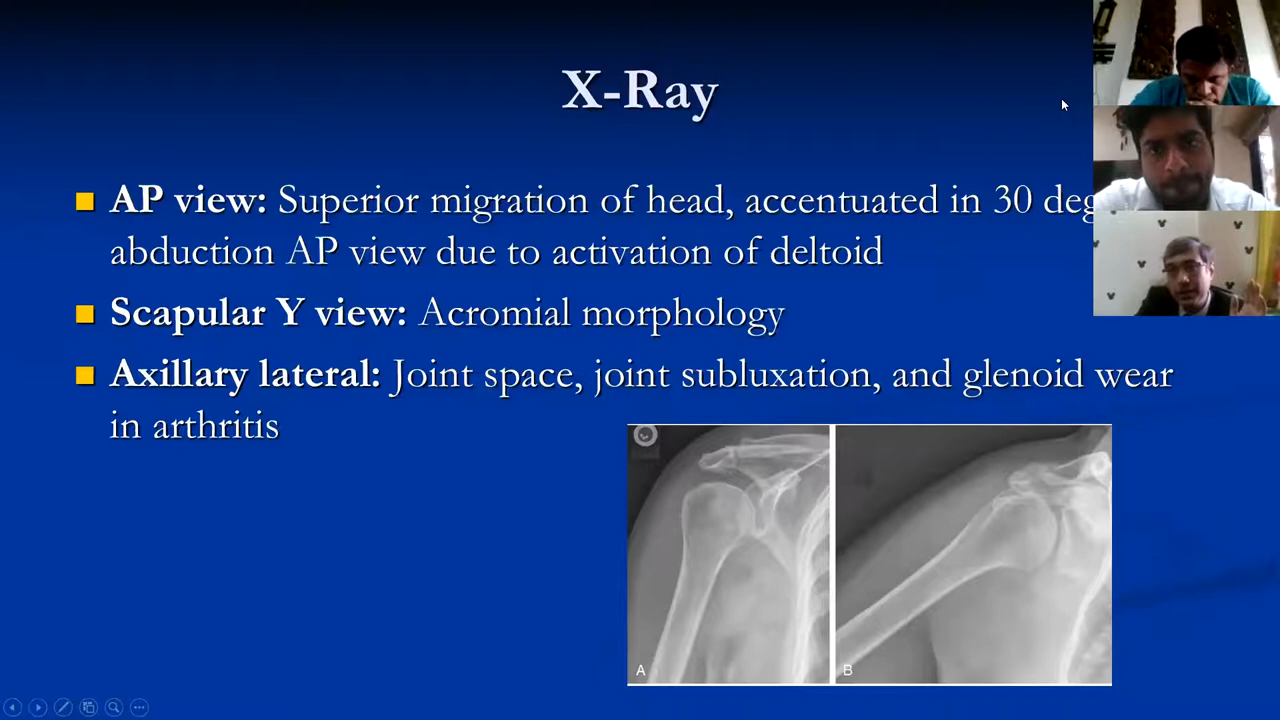 X-Ray
AP view: Superior migration of head, accentuated in 30
abduction AP view due to activation of deltoid
Scapular Y view: Acromial morphology
Axillary lateral: Joint space, joint subluxation, and glenoid wear
in arthritis
A
B